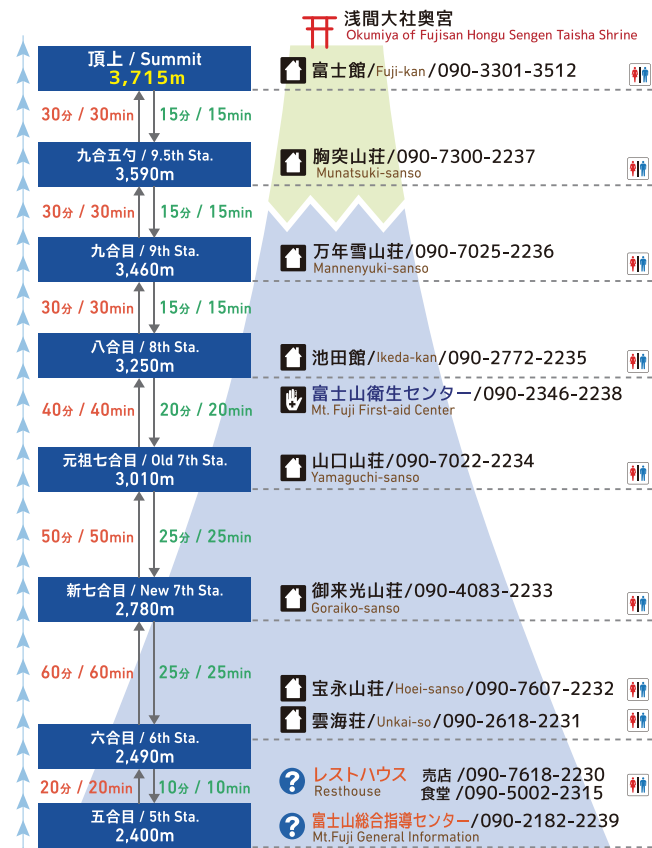 浅間大社奥宮
Okumiya of Fujisan Hongu Sengen Taisha Shrine
頂上 / Summit
3,715m
富士館/Fuji-kan/090-3301-3512
30分 / 30min 15分 / 15min
九合五勺 / 9.5th Sta.
3,590m
胸突山荘/090-7300-2237
Munatsuki-sanso
30分 / 30min 15分 / 15min
九合目 / 9th Sta.
3,460m
万年雪山荘/090-7025-2236
Mannenyuki-sanso
30分 / 30min 15分 / 15min
八合目 / 8th Sta.
3,250m
池田館/Ikeda-kan/090-2772-2235
40分 / 40min 20分 / 20min
富士山衛生センター/090-2346-2238
Mt. Fuji First-aid Center
元祖七合目 / Old 7th Sta.
3,010m
山口山荘/090-7022-2234
Yamaguchi-sanso
50分 / 50min 25分 / 25min
新七合目 / New 7th Sta.
2,780m
御来光山荘/090-4083-2233
Goraiko-sanso
60分 / 60min 25分 / 25min
宝永山荘/Hoei-sanso/090-7607-2232
雲海荘/Unkai-so/090-2618-2231
六合目 / 6th Sta.
2,490m
20分 / 20min 10分 / 10min
レストハウス 売店 /090-7618-2230
Resthouse 食堂 /090-5002-2315
五合目 / 5th Sta.
2,400m
富士山総合指導センター/090-2182-2239
Mt.Fuji General Information